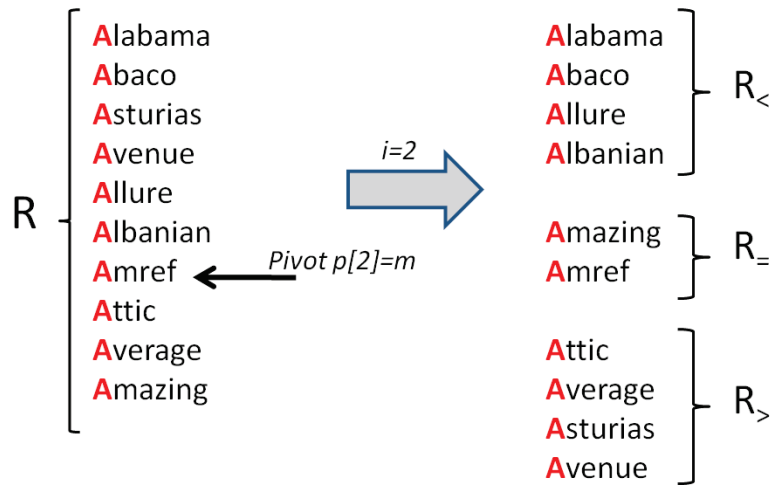 R
Alabama
Abaco
Asturias
Avenue
Allure
Albanian
Amref
Attic
Average
Amazing
Pivot p[2]=m
i=2
Alabama
Abaco
Allure
Albanian
R<
Amazing
Amref
R=
Attic
Average
Asturias
Avenue
R>